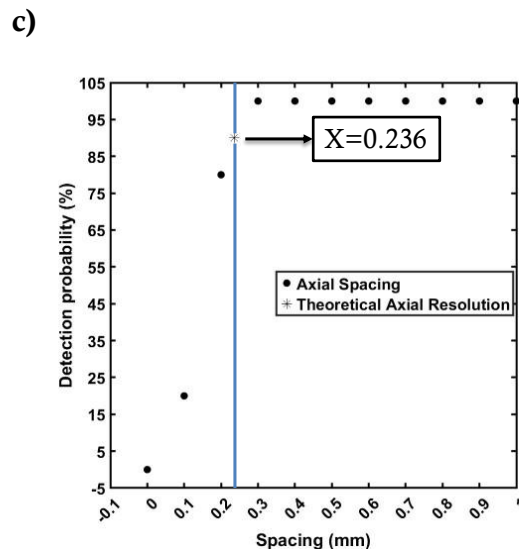 c)
105
95
85
75
65
55
45
35
25
15
5
-5
Detection probability (%)
X=0.236
Axial Spacing
Theoretical Axial Resolution
-0.1 0 0.1 0.2 0.3 0.4 0.5 0.6 0.7 0.8 0.9
Spacing (mm)